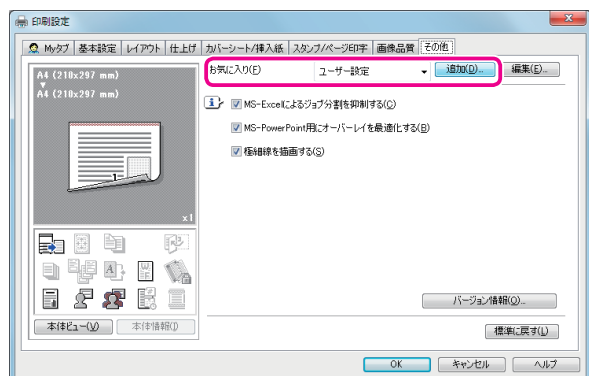 印刷設定
Myタブ 基本設定 レイアウト 仕上げ カバーシート/挿入紙 スタンプ/ページ印字 画像品質 その他
A4 (210x297 mm)
A4 (210x297 mm)
1
x1
本体ビュー(V) 本体情報(I)
お気に入り(F) ユーザー設定 追加(D)... 編集(E)...
MS-Excelによるジョブ分割を抑制する(C)
MS-PowerPoint用にオーバーレイを最適化する(B)
極細線を描画する(S)
バージョン情報(O)...
標準に戻す(L)
OK キャンセル ヘルプ